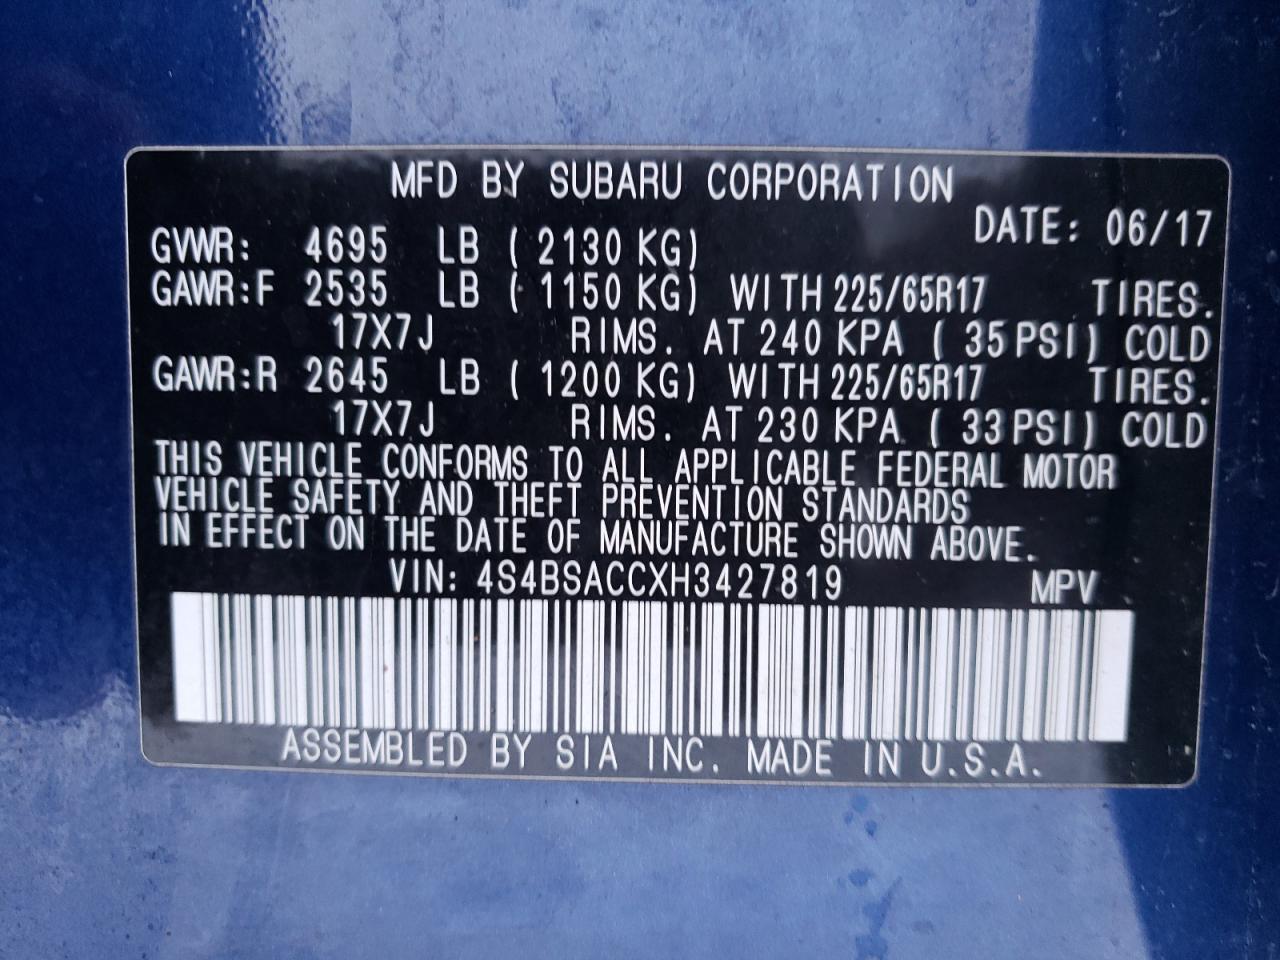 MFD BY SUBARU CORPORATION
DATE: 06/17
GVWR: 4695 LB ( 2130 KG)
GAWR:F 2535 LB ( 1150 KG) WITH 225/65R17 TIRES.
17X7J RIMS. AT 240 KPA ( 35 PSI) COLD
GAWR:R 2645 LB ( 1200 KG) WITH 225/65R17 TIRES.
17X7J RIMS. AT 230 KPA ( 33 PSI) COLD
THIS VEHICLE CONFORMS TO ALL APPLICABLE FEDERAL MOTOR
VEHICLE SAFETY AND THEFT PREVENTION STANDARDS
IN EFFECT ON THE DATE OF MANUFACTURE SHOWN ABOVE.
VIN: 4S4BSACCXH3427819 MPV
ASSEMBLED BY SIA INC. MADE IN U.S.A.